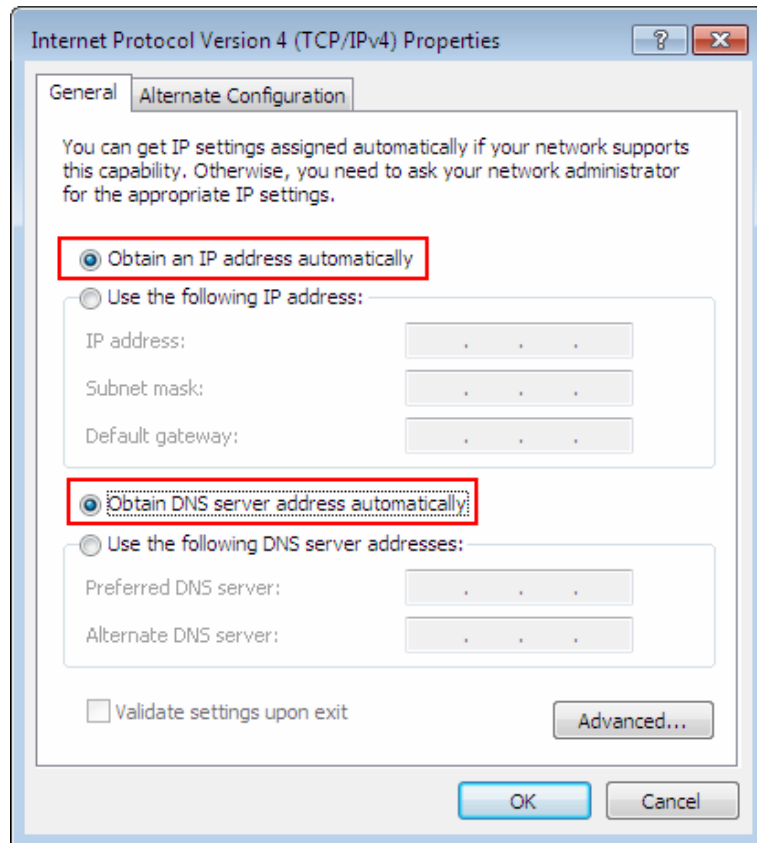 Internet Protocol Version 4 (TCP/IPv4) Properties
General
Alternate Configuration
You can get IP settings assigned automatically if your network supports
this capability. Otherwise, you need to ask your network administrator
for the appropriate IP settings.
Obtain an IP address automatically
Use the following IP address:
IP address:
Subnet mask:
Default gateway:
Obtain DNS server address automatically
Use the following DNS server addresses:
Preferred DNS server:
Alternate DNS server:
Validate settings upon exit
Advanced...
OK
Cancel